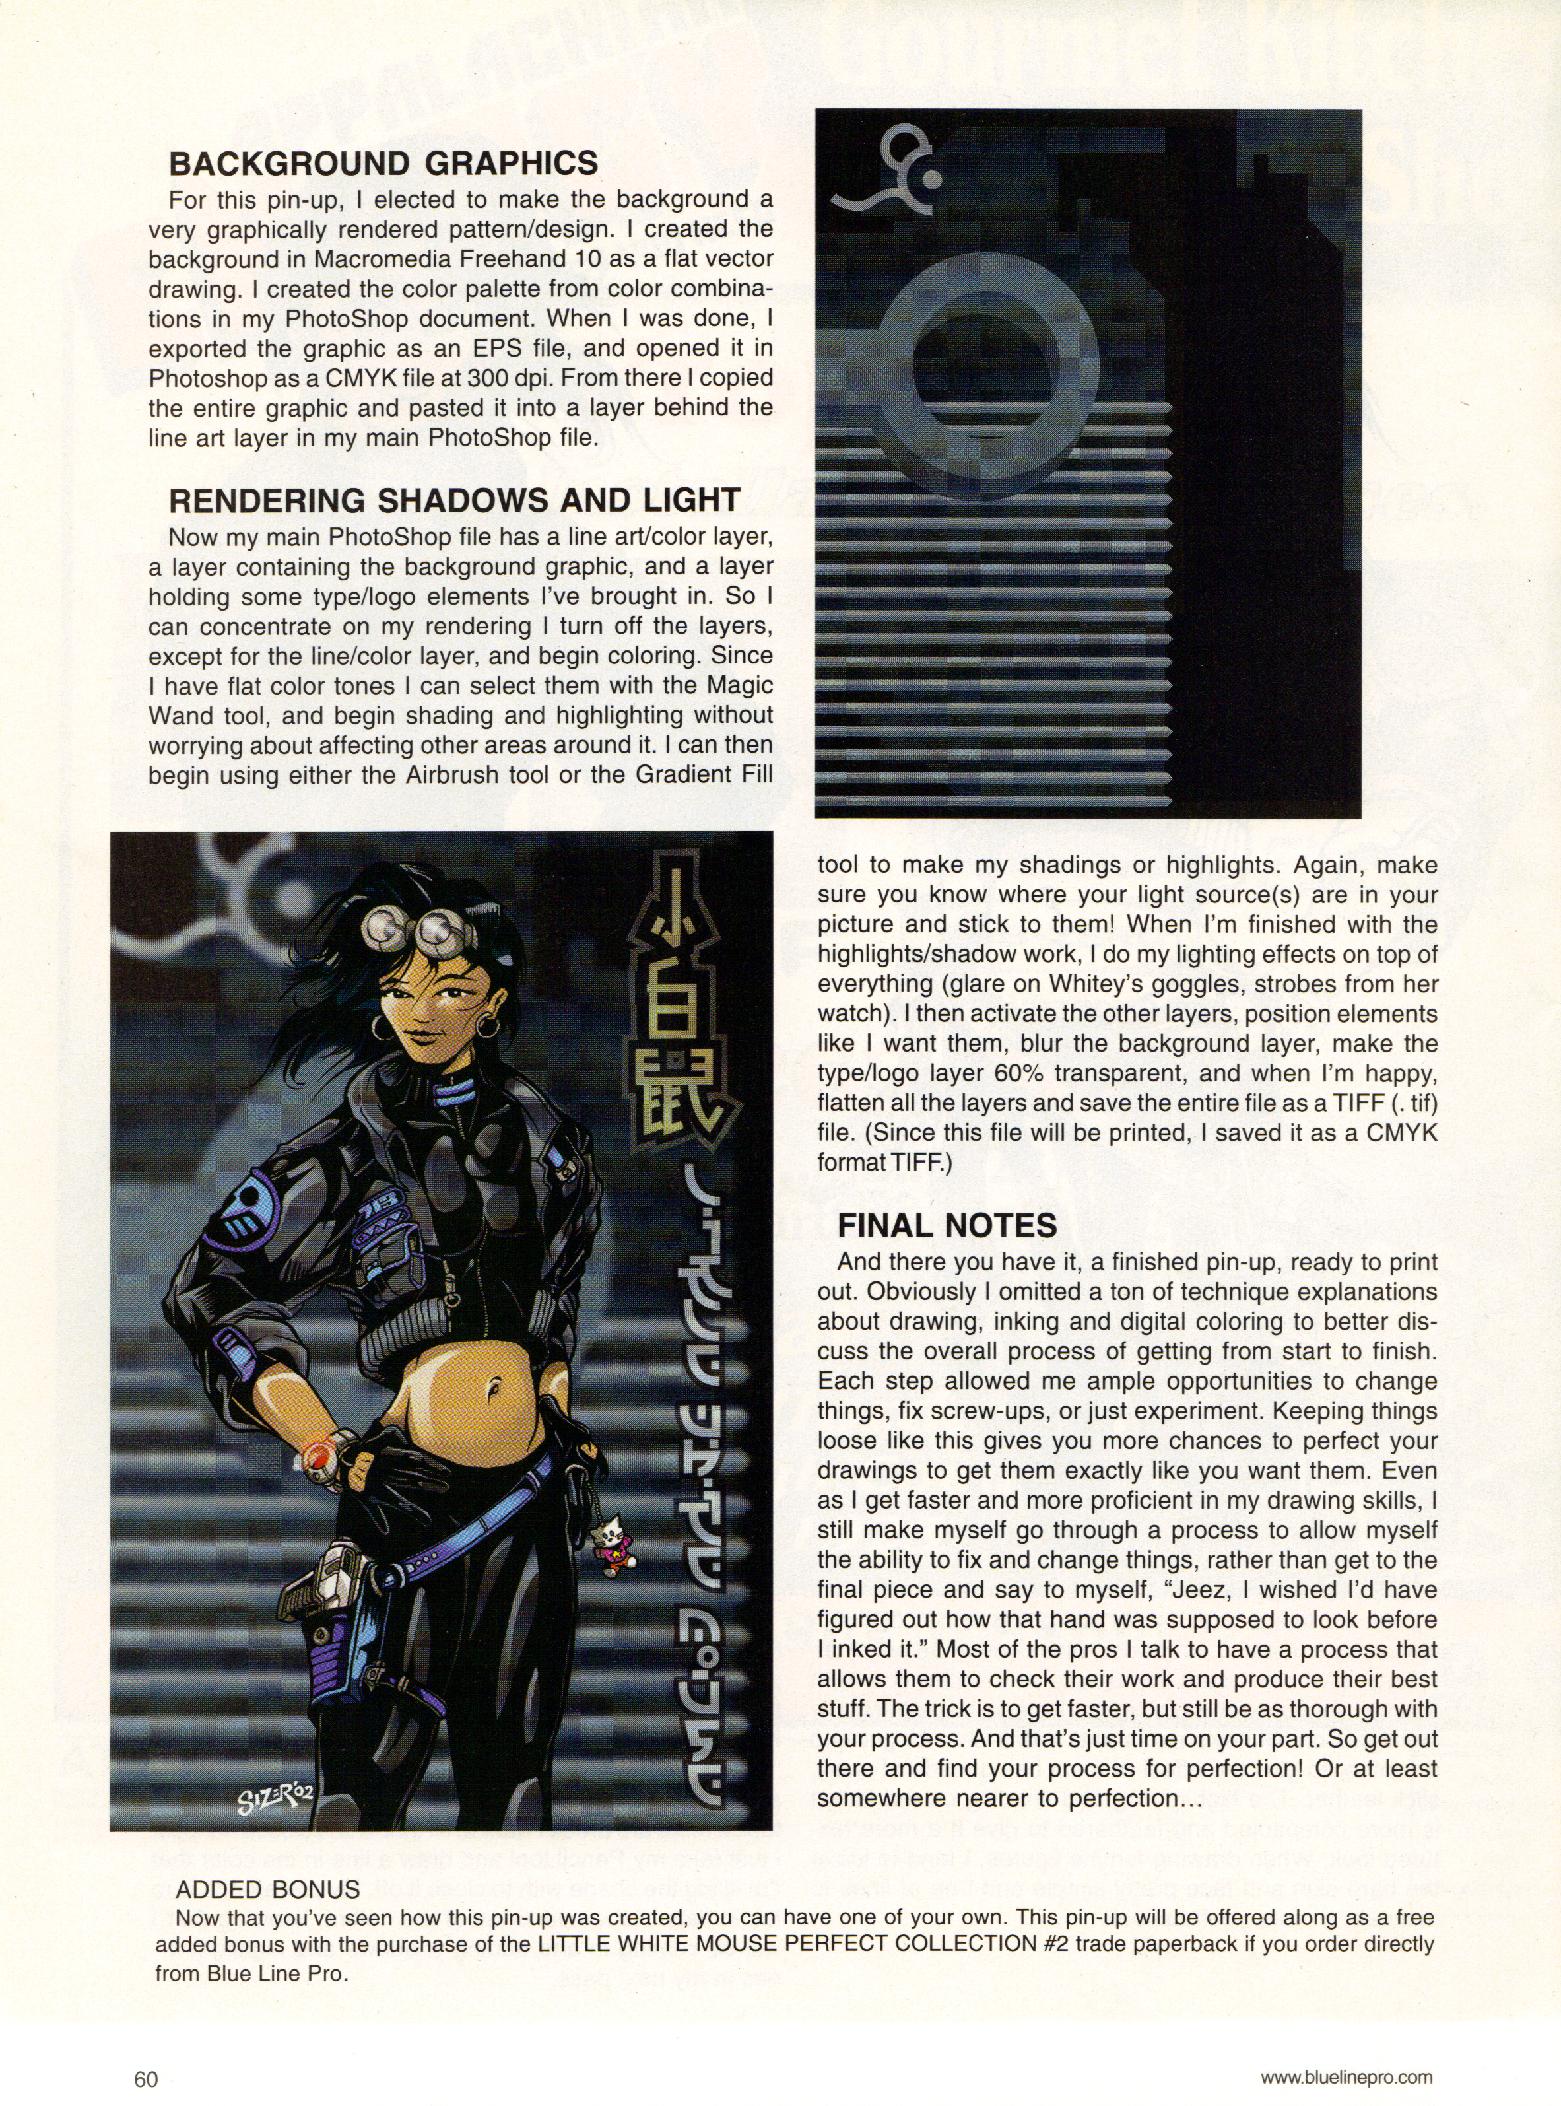 BACKGROUND GRAPHICS
For this pin-up, I elected to make the background a
very graphically rendered pattern/design. I created the
background in Macromedia Freehand 10 as a flat vector
drawing. I created the color palette from color combina-
tions in my PhotoShop document. When I was done, I
exported the graphic as an EPS file, and opened it in
Photoshop as a CMYK file at 300 dpi. From there I copied
the entire graphic and pasted it into a layer behind the
line art layer in my main PhotoShop file.
RENDERING SHADOWS AND LIGHT
Now my main PhotoShop file has a line art/color layer,
a layer containing the background graphic, and a layer
holding some type/logo elements I've brought in. So I
can concentrate on my rendering I turn off the layers,
except for the line/color layer, and begin coloring. Since
I have flat color tones I can select them with the Magic
Wand tool, and begin shading and highlighting without
worrying about affecting other areas around it. I can then
begin using either the Airbrush tool or the Gradient Fill
小白鼠
SIZER '02
tool to make my shadings or highlights. Again, make
sure you know where your light source(s) are in your
picture and stick to them! When I'm finished with the
highlights/shadow work, I do my lighting effects on top of
everything (glare on Whitey's goggles, strobes from her
watch). I then activate the other layers, position elements
like I want them, blur the background layer, make the
type/logo layer 60% transparent, and when I'm happy,
flatten all the layers and save the entire file as a TIFF (. tif)
file. (Since this file will be printed, I saved it as a CMYK
format TIFF.)
FINAL NOTES
And there you have it, a finished pin-up, ready to print
out. Obviously I omitted a ton of technique explanations
about drawing, inking and digital coloring to better dis-
cuss the overall process of getting from start to finish.
Each step allowed me ample opportunities to change
things, fix screw-ups, or just experiment. Keeping things
loose like this gives you more chances to perfect your
drawings to get them exactly like you want them. Even
as I get faster and more proficient in my drawing skills, I
still make myself go through a process to allow myself
the ability to fix and change things, rather than get to the
final piece and say to myself, “Jeez, I wished I'd have
figured out how that hand was supposed to look before
I inked it.” Most of the pros I talk to have a process that
allows them to check their work and produce their best
stuff. The trick is to get faster, but still be as thorough with
your process. And that's just time on your part. So get out
there and find your process for perfection! Or at least
somewhere nearer to perfection...
ADDED BONUS
Now that you've seen how this pin-up was created, you can have one of your own. This pin-up will be offered along as a free
added bonus with the purchase of the LITTLE WHITE MOUSE PERFECT COLLECTION #2 trade paperback if you order directly
from Blue Line Pro.
60
www.bluelinepro.com